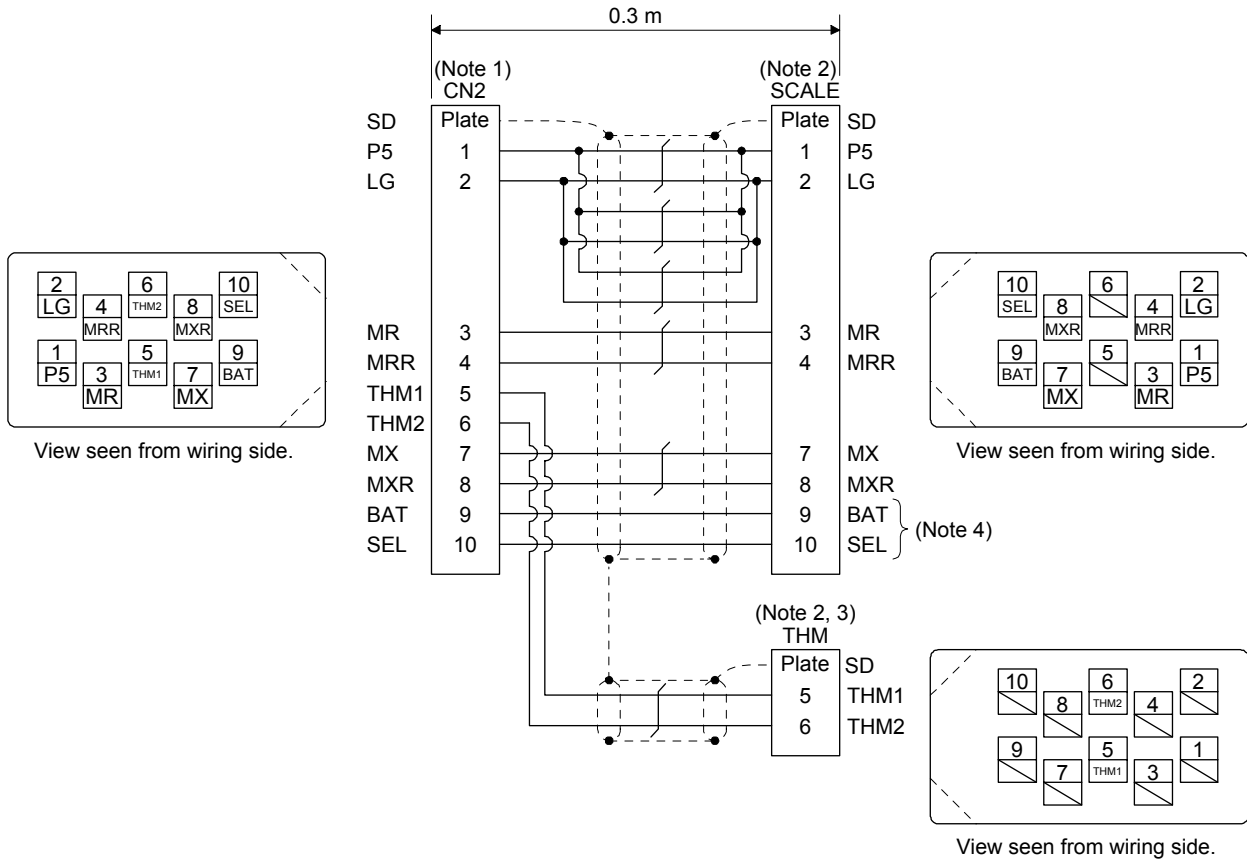 0.3 m
(Note 1)
CN2
(Note 2)
SCALE
SD Plate Plate SD
P5 1 1 P5
LG 2 2 LG
MR 3 3 MR
MRR 4 4 MRR
THM1 5
THM2 6
MX 7 7 MX
MXR 8 8 MXR
BAT 9 9 BAT
SEL 10 10 SEL
(Note 4)
2 6 10
LG 4 THM2 8 SEL
MRR MXR
1 5 9
P5 3 THM1 7 BAT
MR MX
View seen from wiring side.
10 6 2
SEL 8 4 LG
MXR MRR
9 5 1
BAT 7 3 P5
MX MR
View seen from wiring side.
(Note 2, 3)
THM
Plate SD
5 THM1
6 THM2
10 6 2
8 THM2 4
9 5 1
7 THM1 3
View seen from wiring side.